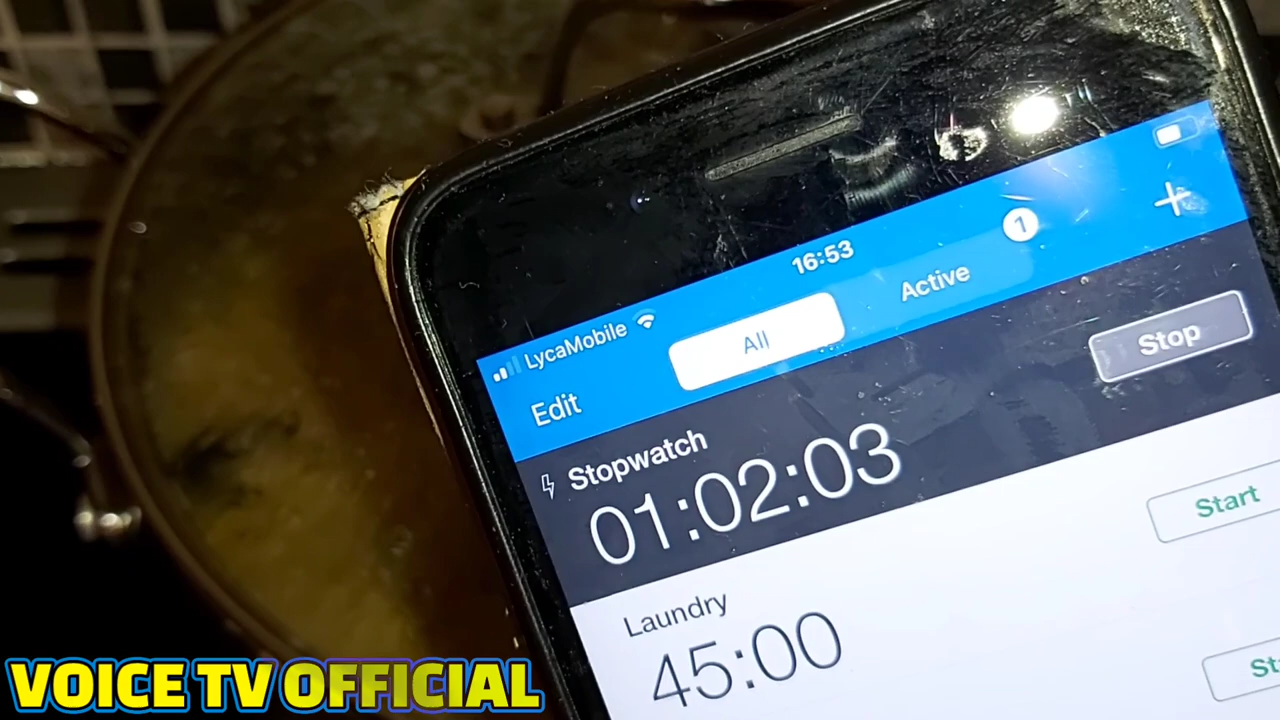 LycaMobile
16:53
Edit
All
Active
1
+
Stopwatch
01:02:03
Stop
Start
Laundry
45:00
VOICE TV OFFICIAL